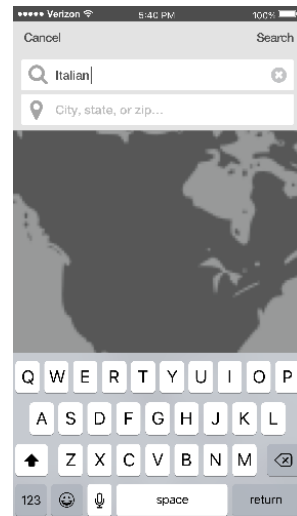 Verizon 5:40 PM 100%
Cancel Search
Italian
City, state, or zip...
Q W E R T Y U I O P
A S D F G H J K L
Z X C V B N M
123 space return